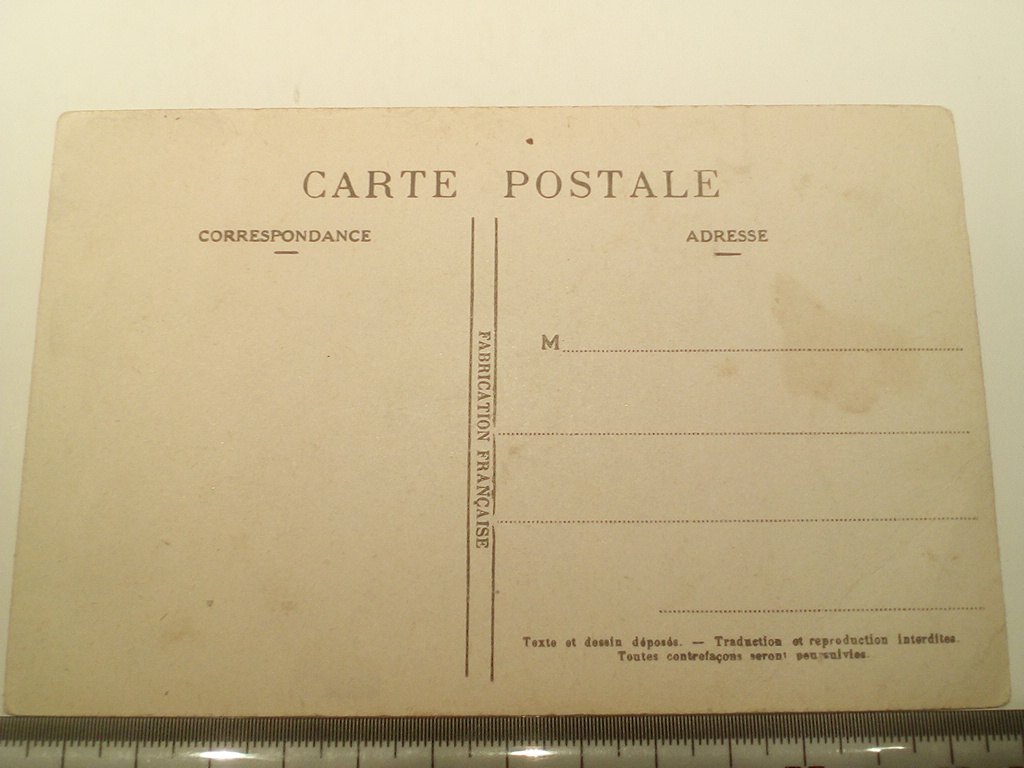 CARTE POSTALE
CORRESPONDANCE
ADRESSE
M
FABRICATION FRANÇAISE
Texte et dessin déposés. — Traduction et reproduction interdites.
Toutes contrefaçons seront poursuivies.